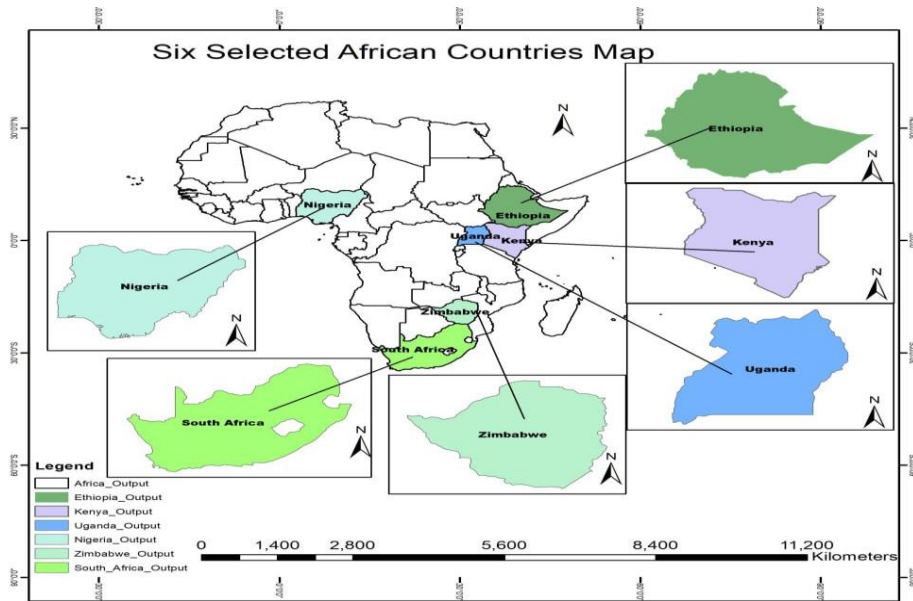 Six Selected African Countries Map
N
Ethiopia
N
Nigeria
Ethiopia
Uganda
Kenya
Kenya
N
Nigeria
N
Zimbabwe
South Africa
Uganda
N
South Africa
N
Zimbabwe
N
Legend
Africa_Output
Ethiopia_Output
Kenya_Output
Uganda_Output
Nigeria_Output
Zimbabwe_Output
South_Africa_Output
0 1,400 2,800 5,600 8,400 11,200
Kilometers